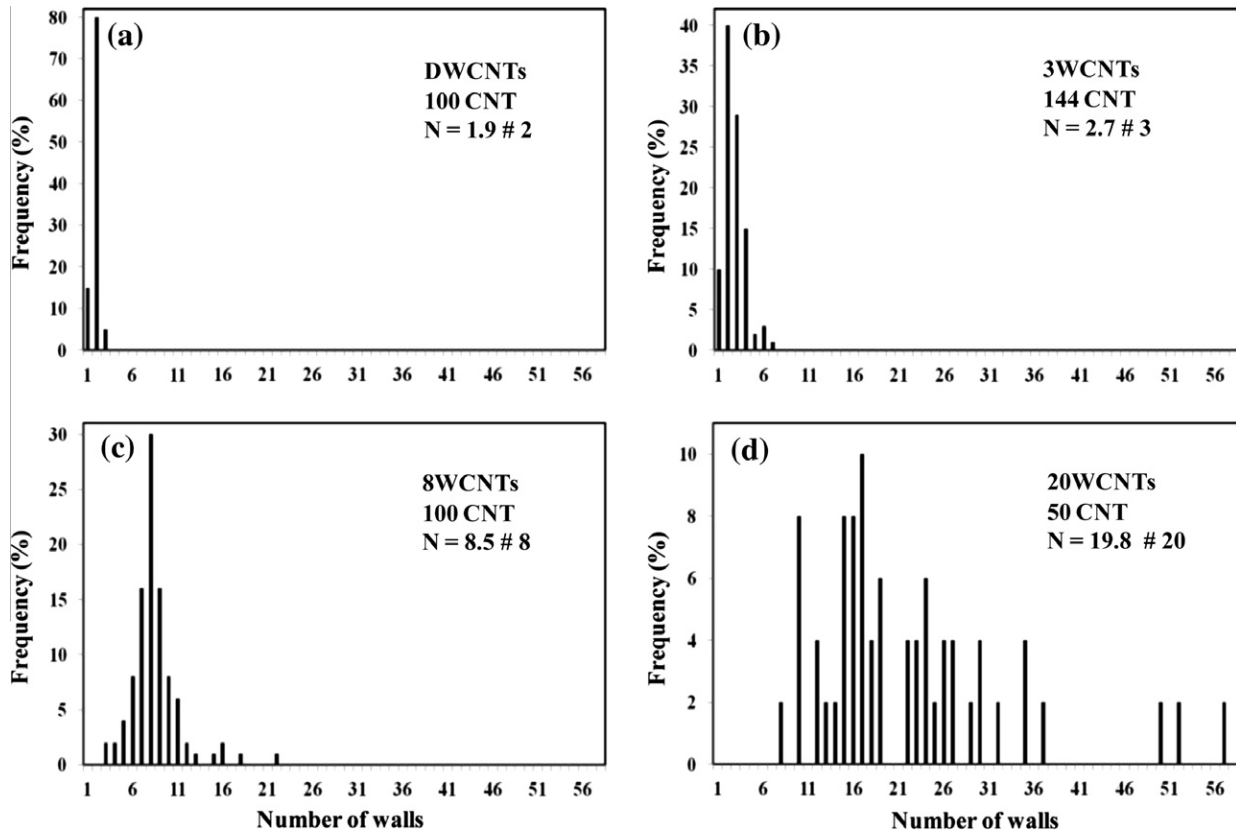 (a)
DWCNTs
100 CNT
N = 1.9 # 2
Frequency (%)
80
70
60
50
40
30
20
10
0
1 6 11 16 21 26 31 36 41 46 51 56
(b)
3WCNTs
144 CNT
N = 2.7 # 3
Frequency (%)
40
35
30
25
20
15
10
5
0
1 6 11 16 21 26 31 36 41 46 51 56
(c)
8WCNTs
100 CNT
N = 8.5 # 8
Frequency (%)
30
25
20
15
10
5
0
1 6 11 16 21 26 31 36 41 46 51 56
Number of walls
(d)
20WCNTs
50 CNT
N = 19.8 # 20
Frequency (%)
10
8
6
4
2
0
1 6 11 16 21 26 31 36 41 46 51 56
Number of walls